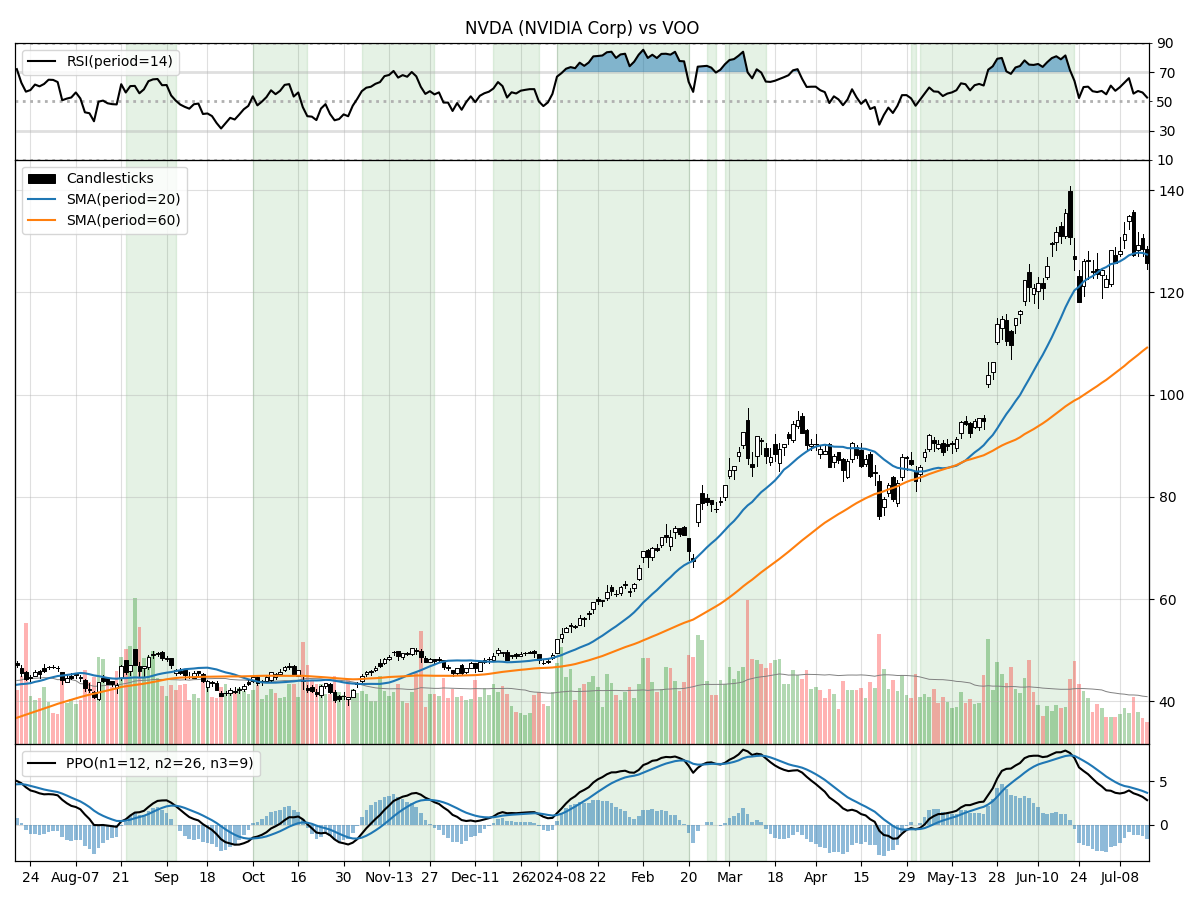 NVDA (NVIDIA Corp) vs VOO
RSI(period=14)
90
70
50
30
10
Candlesticks
SMA(period=20)
SMA(period=60)
140
120
100
80
60
40
PPO(n1=12, n2=26, n3=9)
5
0
24 Aug-07 21 Sep 18 Oct 16 30 Nov-13 27 Dec-11 26 2024-08 22 Feb 20 Mar 18 Apr 15 29 May-13 28 Jun-10 24 Jul-08